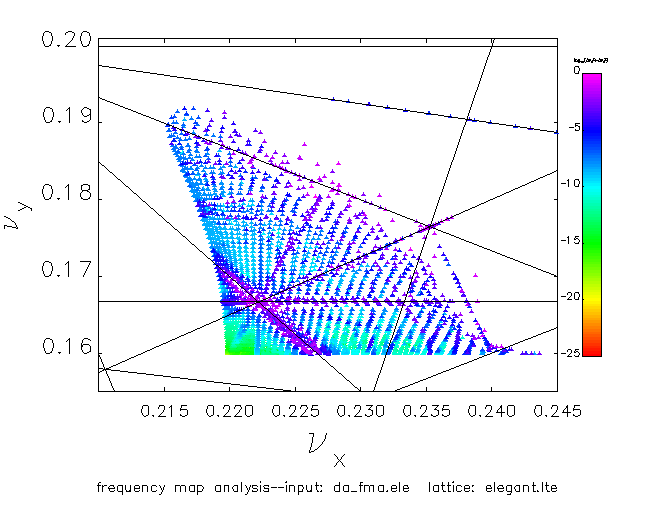 0.20
0.19
0.18
0.17
0.16
ν y
0.215 0.220 0.225 0.230 0.235 0.240 0.245
ν x
0
-5
-10
-15
-20
-25
frequency map analysis--input: da_fma.ele lattice: elegant.lte